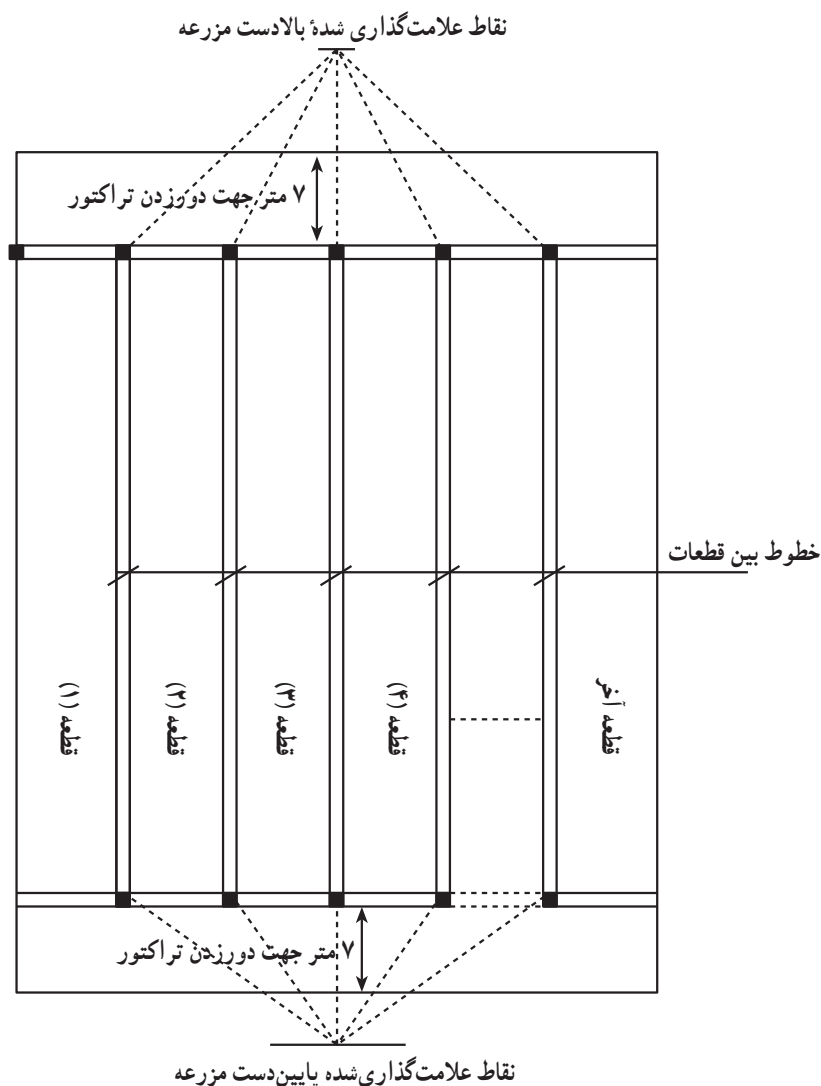 نقاط علامت‌گذاری شدهٔ بالادست مزرعه
۷ متر جهت دورزدن تراکتور
خطوط بین قطعات
قطعه (۱)
قطعه (۲)
قطعه (۳)
قطعه (۴)
قطعه آخر
۷ متر جهت دورزدن تراکتور
نقاط علامت‌گذاری‌شده پایین‌دست مزرعه